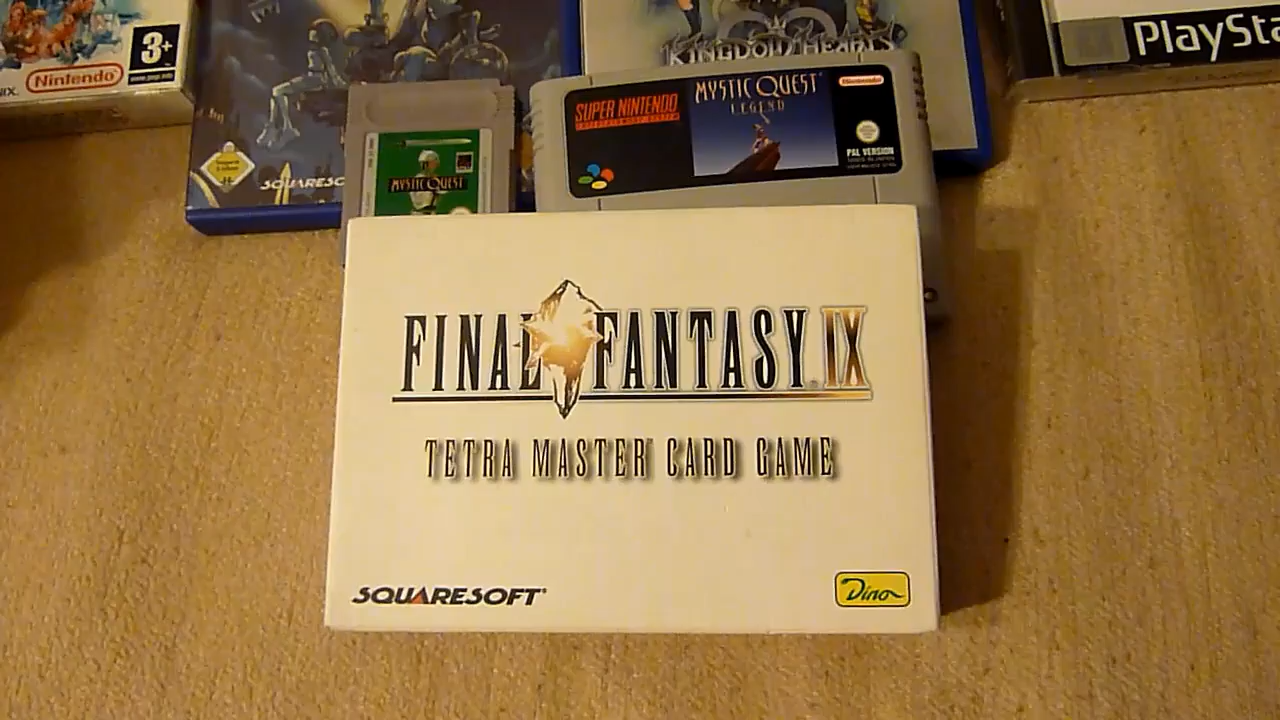 3+
Nintendo
KINGDOM HEARTS
PlaySta
SQUARESO
MYSTIC QUEST
SUPER NINTENDO
ENTERTAINMENT SYSTEM
MYSTIC QUEST
LEGEND
Nintendo
PAL VERSION
FINAL FANTASY IX
TETRA MASTER CARD GAME
SQUARESOFT
Dino